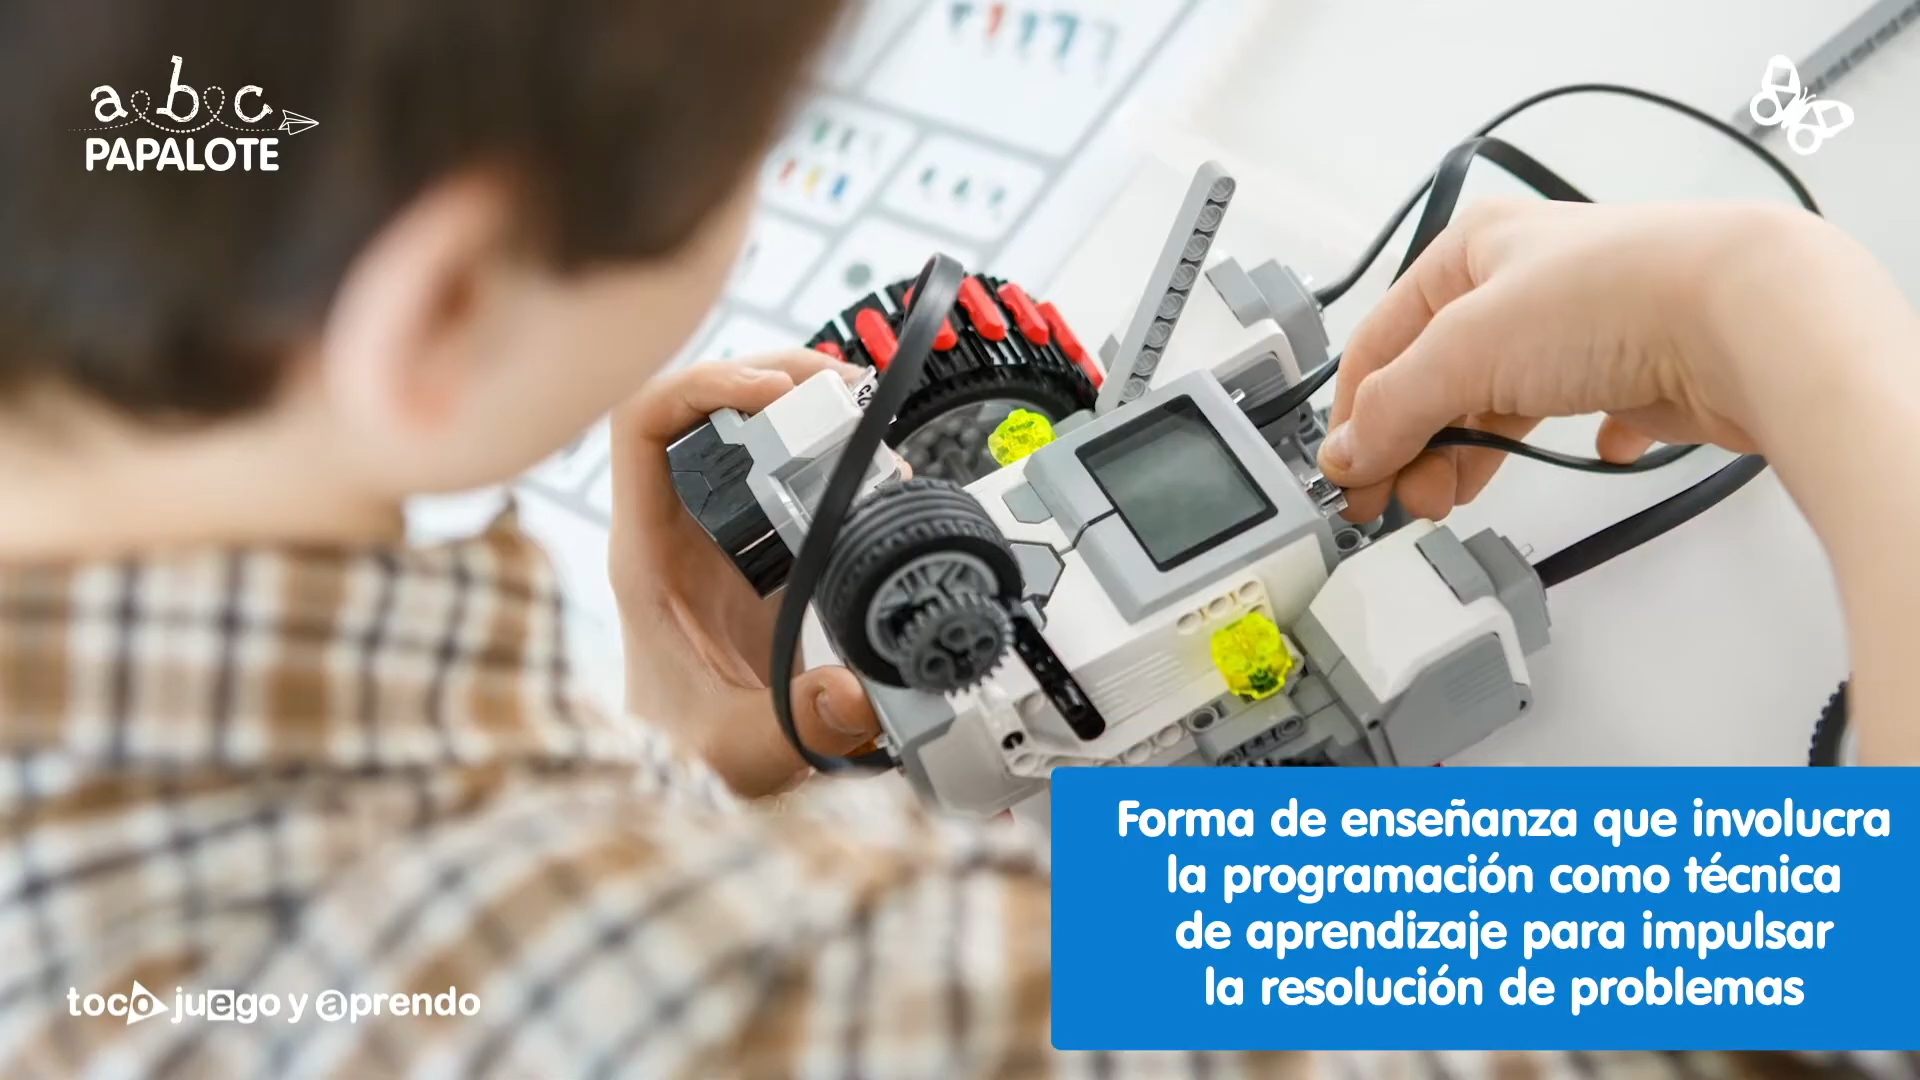 abc
PAPALOTE
Forma de enseñanza que involucra
la programación como técnica
de aprendizaje para impulsar
la resolución de problemas
toco juego y @prendo